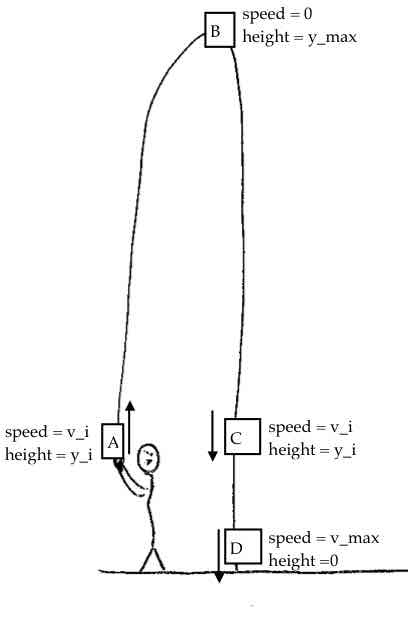 B
speed = 0
height = y_max
speed = v_i
height = y_i
A
C
speed = v_i
height = y_i
D
speed = v_max
height =0